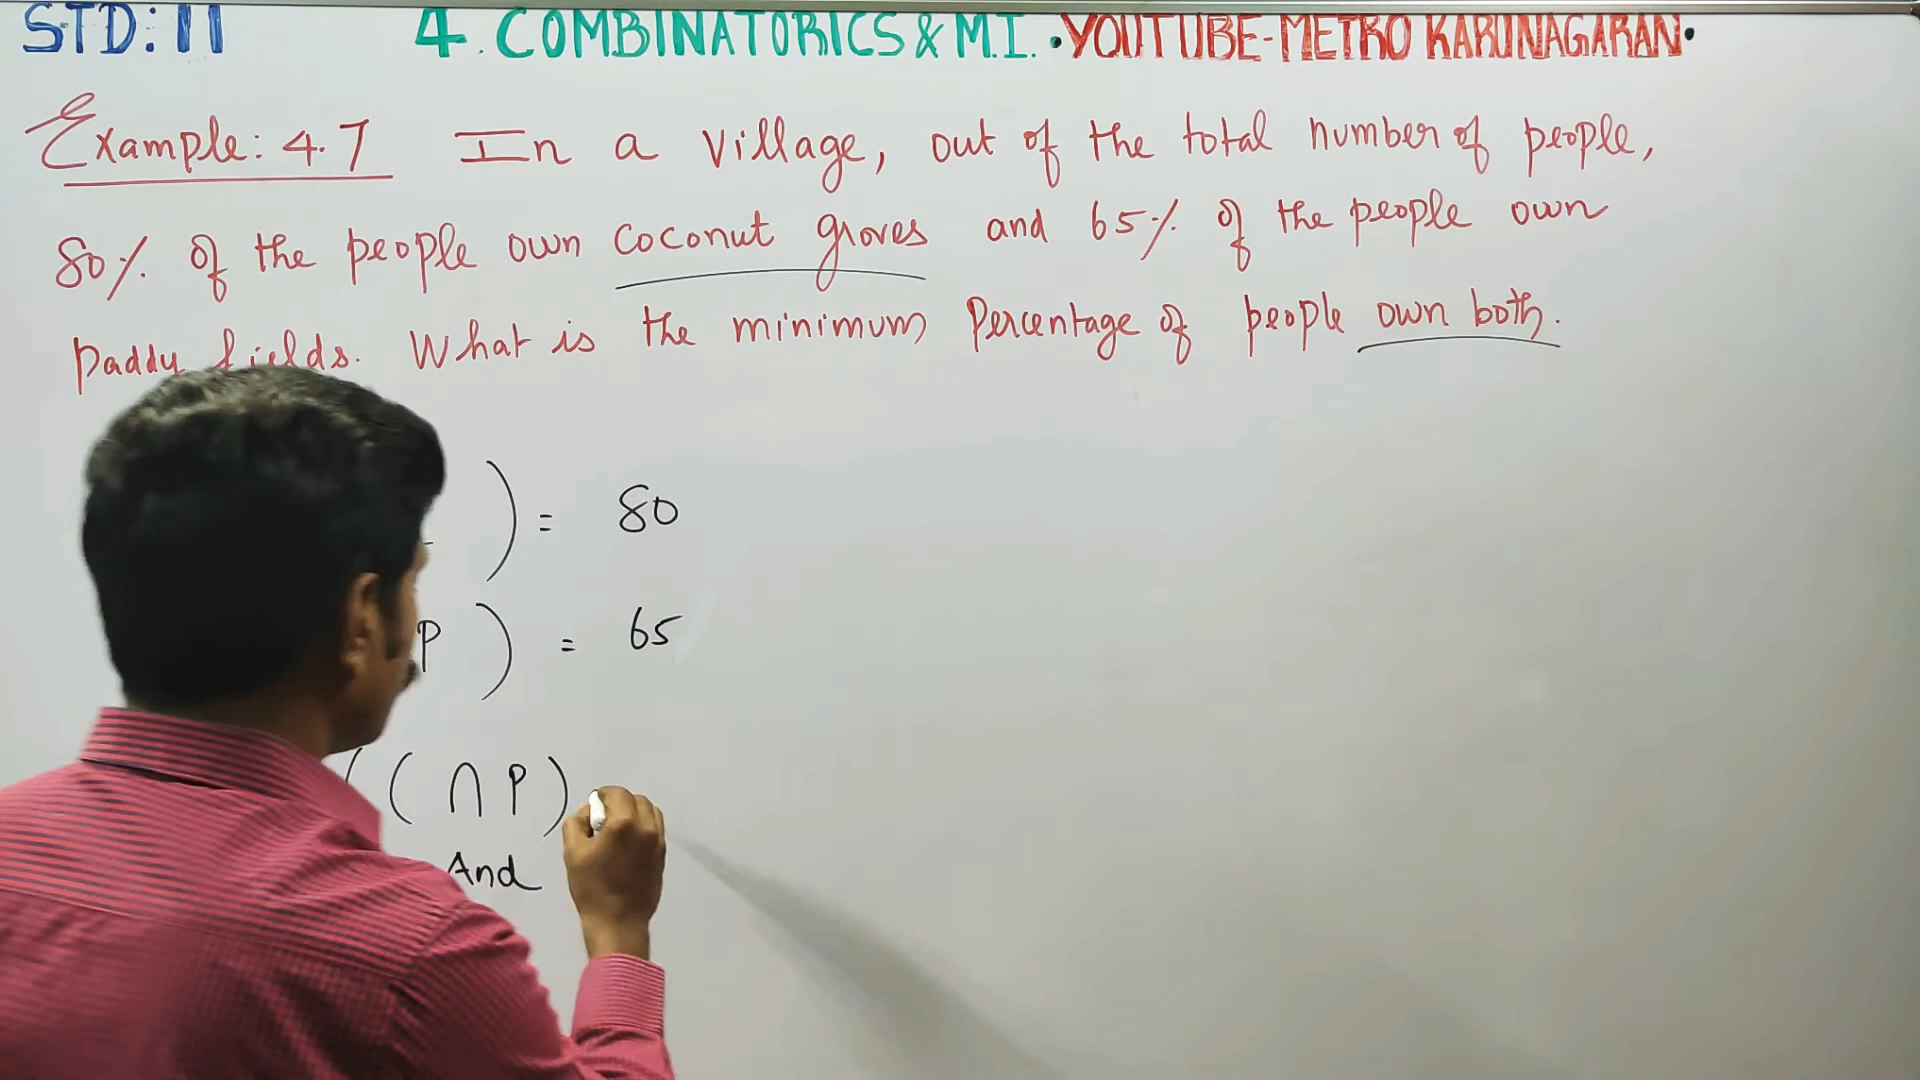 STD: 11 4. COMBINATORICS & M.I. • YOUTUBE-METRO KARUNAGARAN •
Example: 4.7 In a village, out of the total number of people,
80% of the people own coconut groves and 65% of the people own
paddy fields. What is the minimum Percentage of people own both.
) = 80
P ) = 65
( ( ∩ P )
And